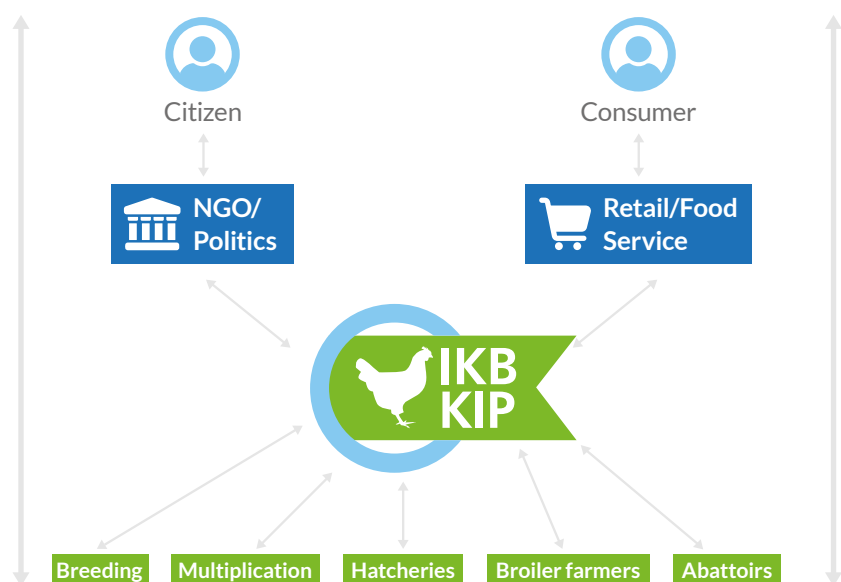 Citizen
Consumer
NGO/
Politics
Retail/Food
Service
IKB
KIP
Breeding
Multiplication
Hatcheries
Broiler farmers
Abattoirs